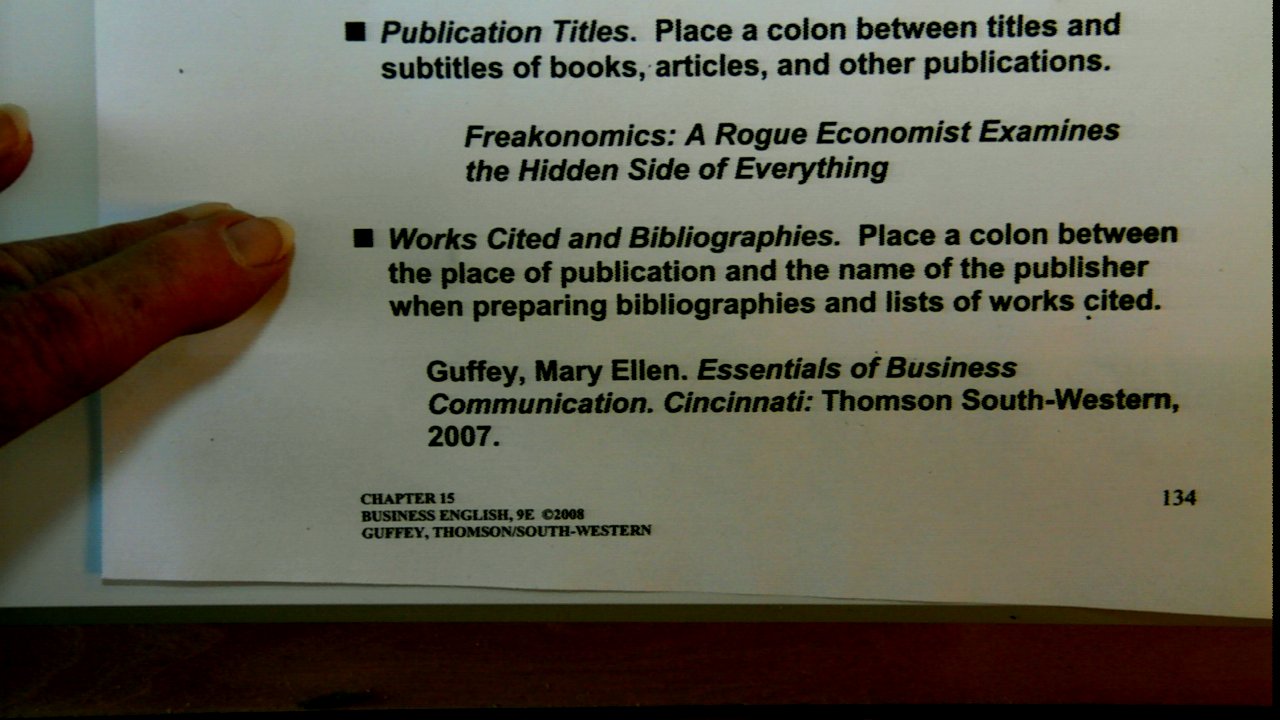 ■ Publication Titles. Place a colon between titles and
subtitles of books, articles, and other publications.
Freakonomics: A Rogue Economist Examines
the Hidden Side of Everything
■ Works Cited and Bibliographies. Place a colon between
the place of publication and the name of the publisher
when preparing bibliographies and lists of works cited.
Guffey, Mary Ellen. Essentials of Business
Communication. Cincinnati: Thomson South-Western,
2007.
CHAPTER 15 134
BUSINESS ENGLISH, 9E ©2008
GUFFEY, THOMSON/SOUTH-WESTERN